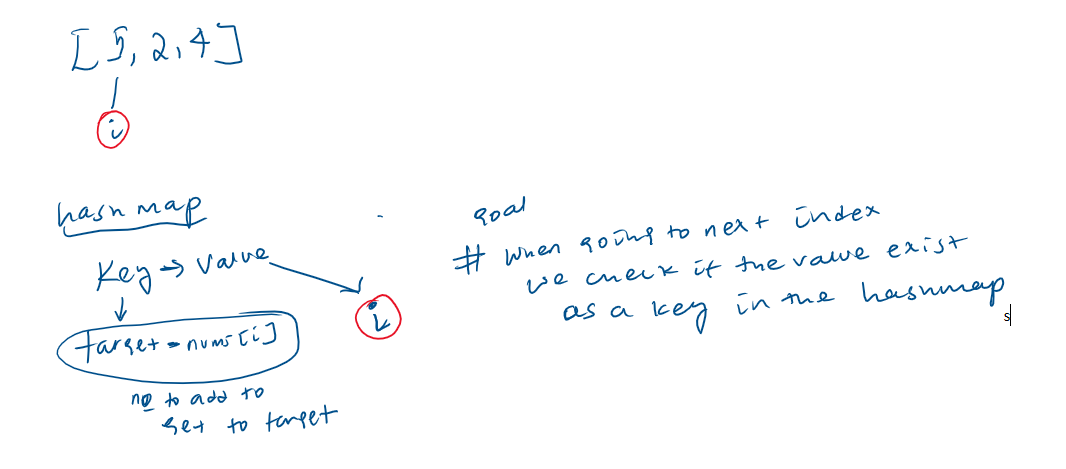 [5, 2, 4]
i
hash map
Key → Value
i
target - nums[i]
no to add to
get to target
goal
# when going to next index
we check if the value exist
as a key in the hashmap
s